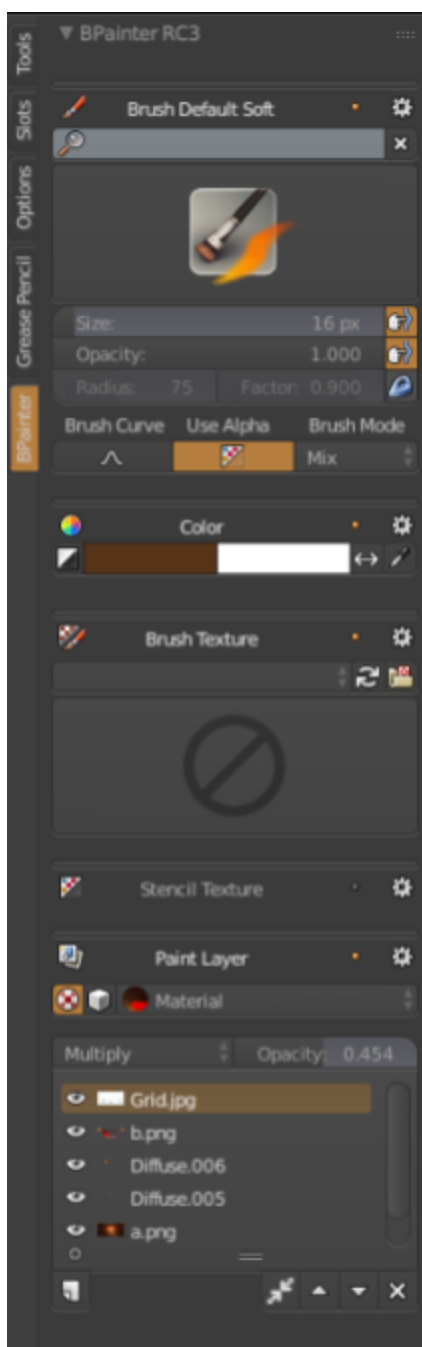 Tools
Slots
Options
Grease Pencil
BPainter
BPainter RC3
Brush Default Soft
Size: 16 px
Opacity: 1.000
Radius: 75 Factor: 0.900
Brush Curve Use Alpha Brush Mode
Mix
Color
Brush Texture
Stencil Texture
Paint Layer
Material
Multiply Opacity: 0.454
Grid.jpg
b.png
Diffuse.006
Diffuse.005
a.png